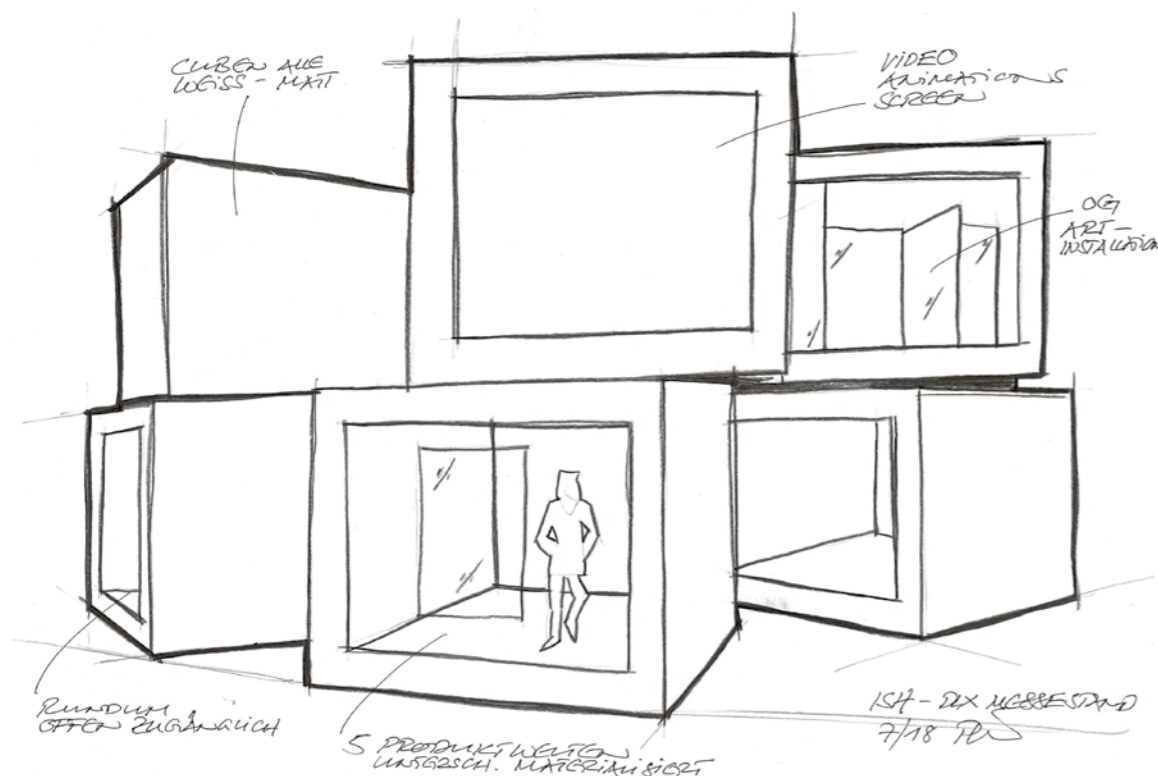 CUBEN ALLE
WEISS - MATT
VIDEO
ANIMATIONS
SCREEN
OG
ART-
INSTALLATION
RUNDUM
OFFEN ZUGÄNGLICH
5 PRODUKTWELTEN
UNTERSCH. MATERIALISIERT
ISH - MESSESTAND
7/18